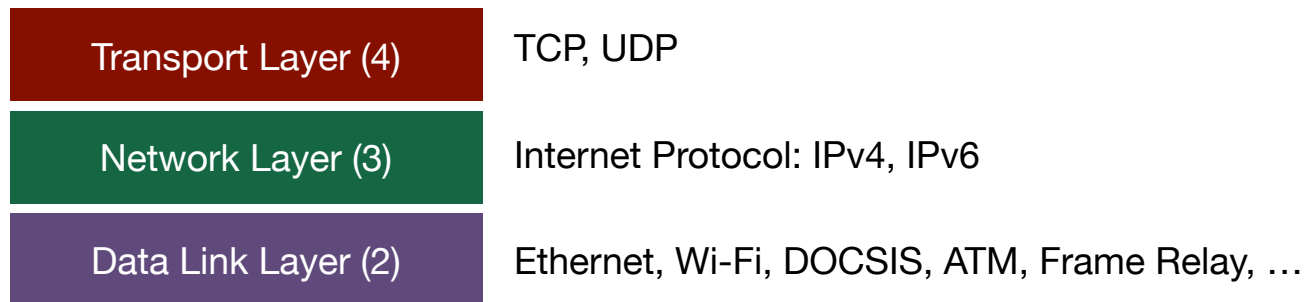 Transport Layer (4) TCP, UDP
Network Layer (3) Internet Protocol: IPv4, IPv6
Data Link Layer (2) Ethernet, Wi-Fi, DOCSIS, ATM, Frame Relay, …